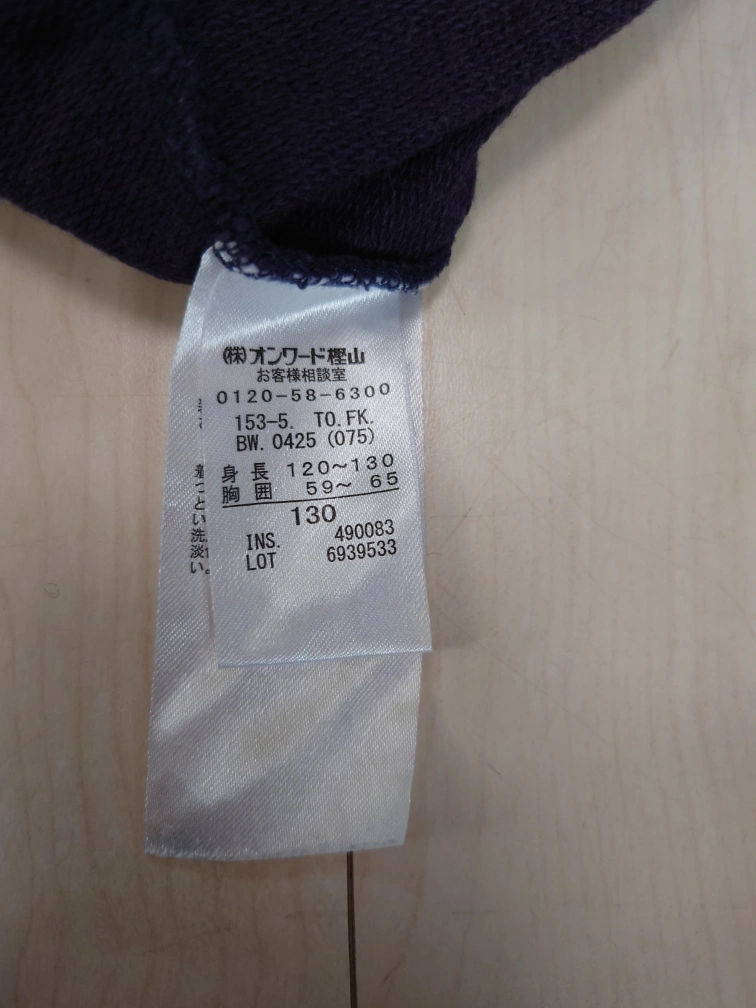 ㈱オンワード樫山
お客様相談室
0120-58-6300
153-5. TO.FK.
BW. 0425 (075)
身長 120~130
胸囲 59~ 65
130
INS. 490083
LOT 6939533